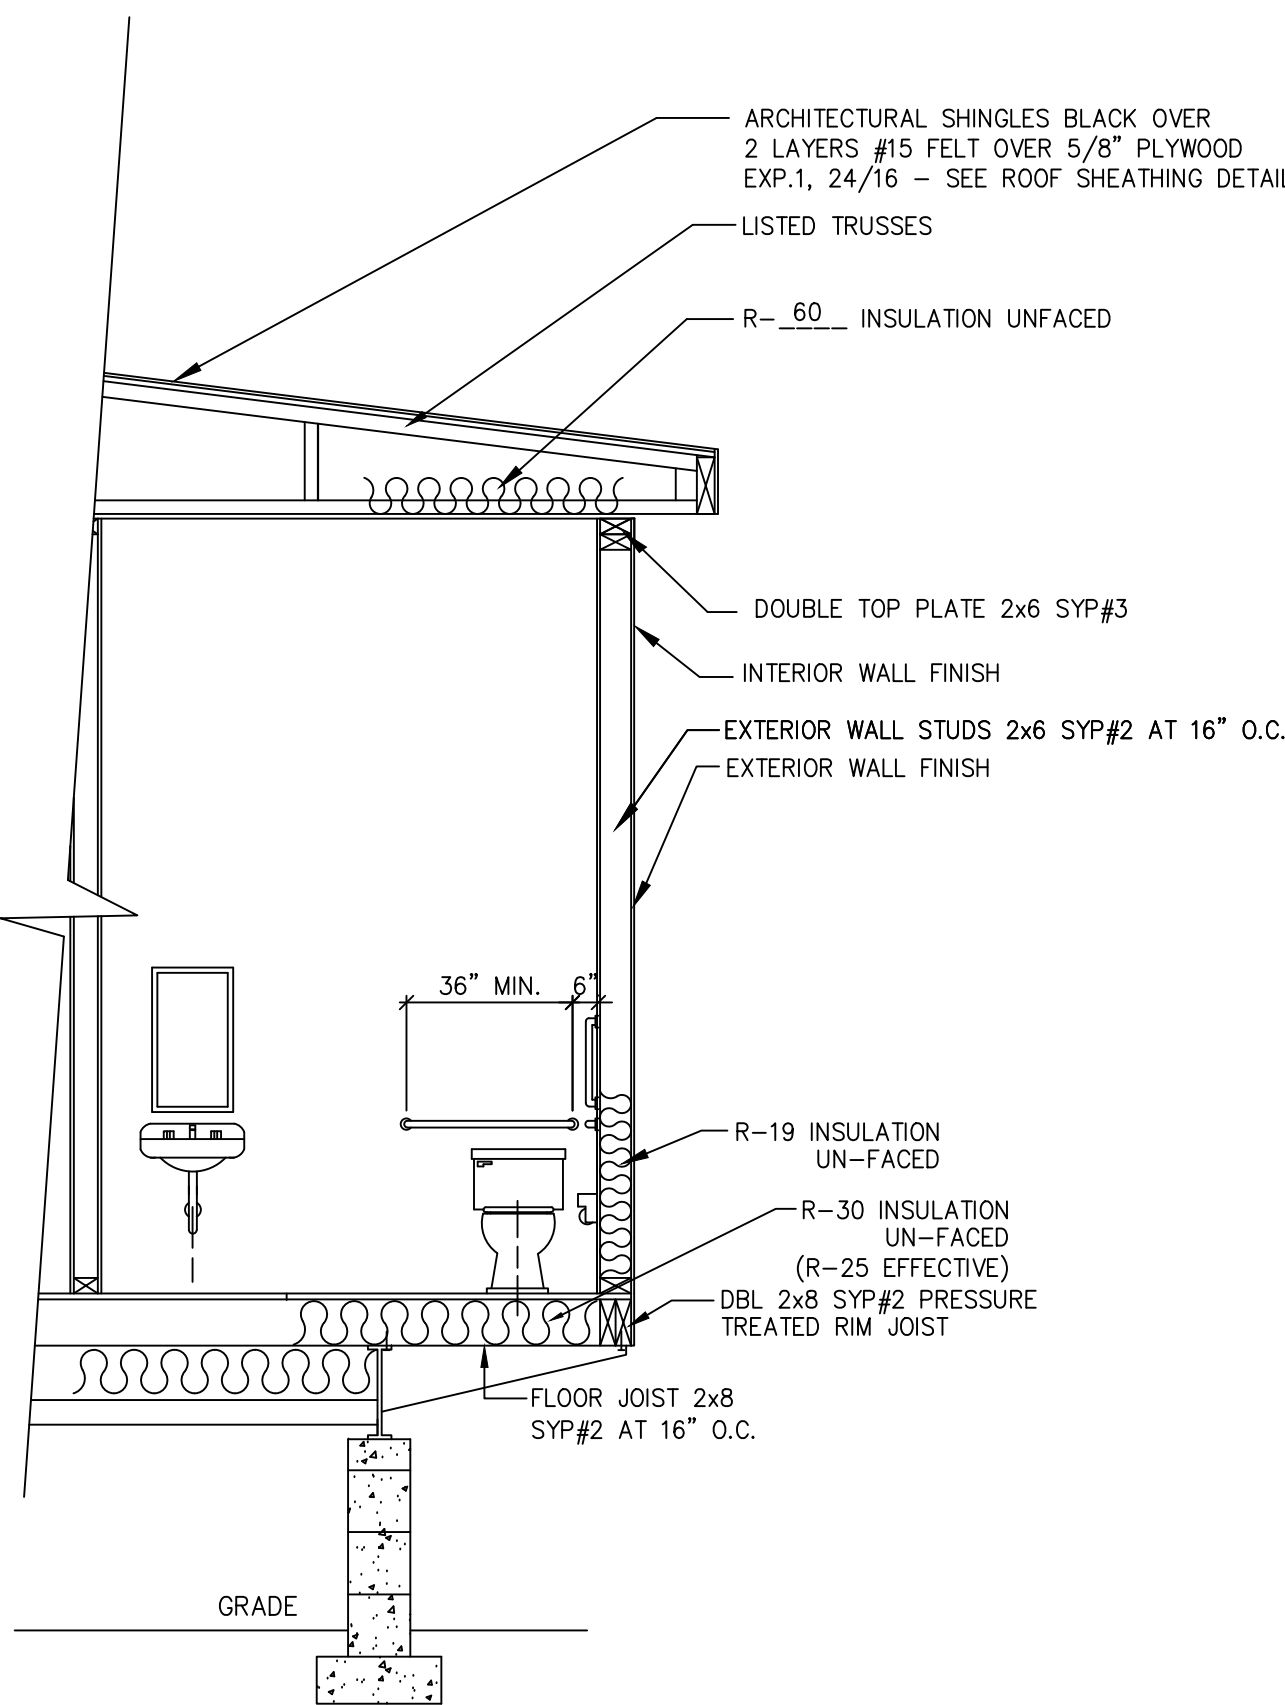 ARCHITECTURAL SHINGLES BLACK OVER
2 LAYERS #15 FELT OVER 5/8" PLYWOOD
EXP.1, 24/16 – SEE ROOF SHEATHING DETAIL
LISTED TRUSSES
R-__60__ INSULATION UNFACED
DOUBLE TOP PLATE 2x6 SYP#3
INTERIOR WALL FINISH
EXTERIOR WALL STUDS 2x6 SYP#2 AT 16" O.C.
EXTERIOR WALL FINISH
36" MIN.
6"
R-19 INSULATION
UN-FACED
R-30 INSULATION
UN-FACED
(R-25 EFFECTIVE)
DBL 2x8 SYP#2 PRESSURE
TREATED RIM JOIST
FLOOR JOIST 2x8
SYP#2 AT 16" O.C.
GRADE